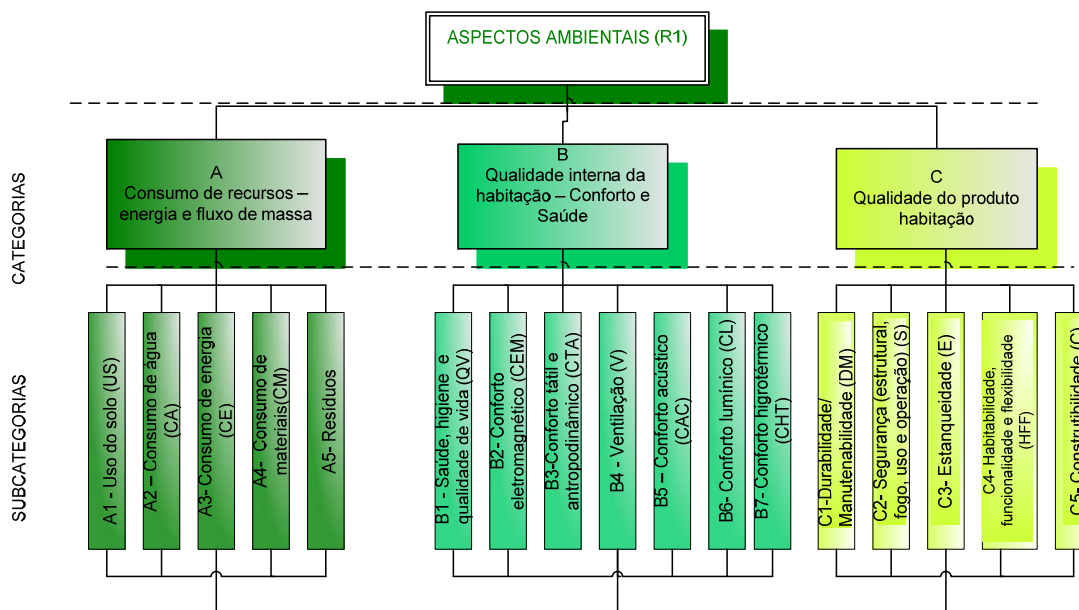 ASPECTOS AMBIENTAIS (R1)
CATEGORIAS
A
Consumo de recursos –
energia e fluxo de massa
B
Qualidade interna da
habitação – Conforto e
Saúde
C
Qualidade do produto
habitação
SUBCATEGORIAS
A1 - Uso do solo (US)
A2 – Consumo de água
(CA)
A3- Consumo de energia
(CE)
A4- Consumo de
materiais(CM)
A5- Resíduos
B1 - Saúde, higiene e
qualidade de vida (QV)
B2- Conforto
eletromagnético (CEM)
B3-Conforto tátil e
antropodinâmico (CTA)
B4 - Ventilação (V)
B5 – Conforto acústico
(CAC)
B6- Conforto lumínico (CL)
B7- Conforto higrotérmico
(CHT)
C1-Durabilidade/
Manutenabilidade (DM)
C2- Segurança (estrutural,
fogo, uso e operação) (S)
C3- Estanqueidade (E)
C4- Habitabilidade,
funcionalidade e flexibilidade
(HFF)
C5- Construtibilidade (C)